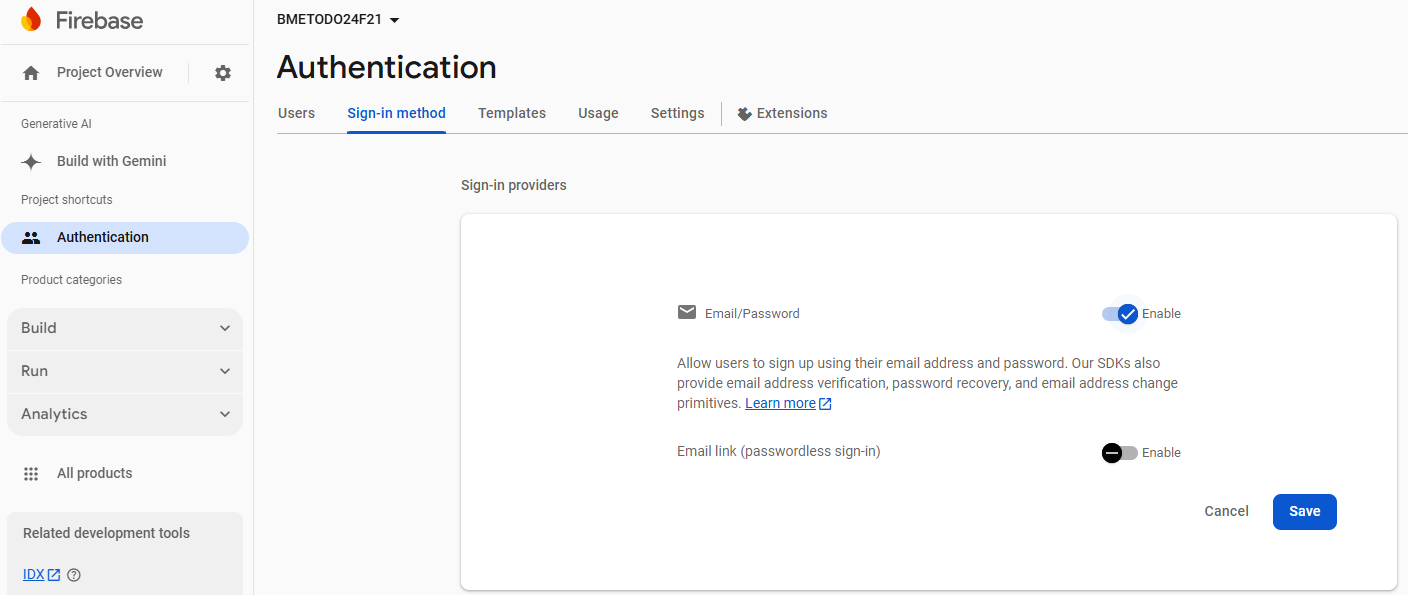 Firebase
Project Overview
Generative AI
Build with Gemini
Project shortcuts
Authentication
Product categories
Build
Run
Analytics
All products
Related development tools
IDX
BMETODO24F21
Authentication
Users Sign-in method Templates Usage Settings Extensions
Sign-in providers
Email/Password Enable
Allow users to sign up using their email address and password. Our SDKs also
provide email address verification, password recovery, and email address change
primitives. Learn more
Email link (passwordless sign-in) Enable
Cancel Save